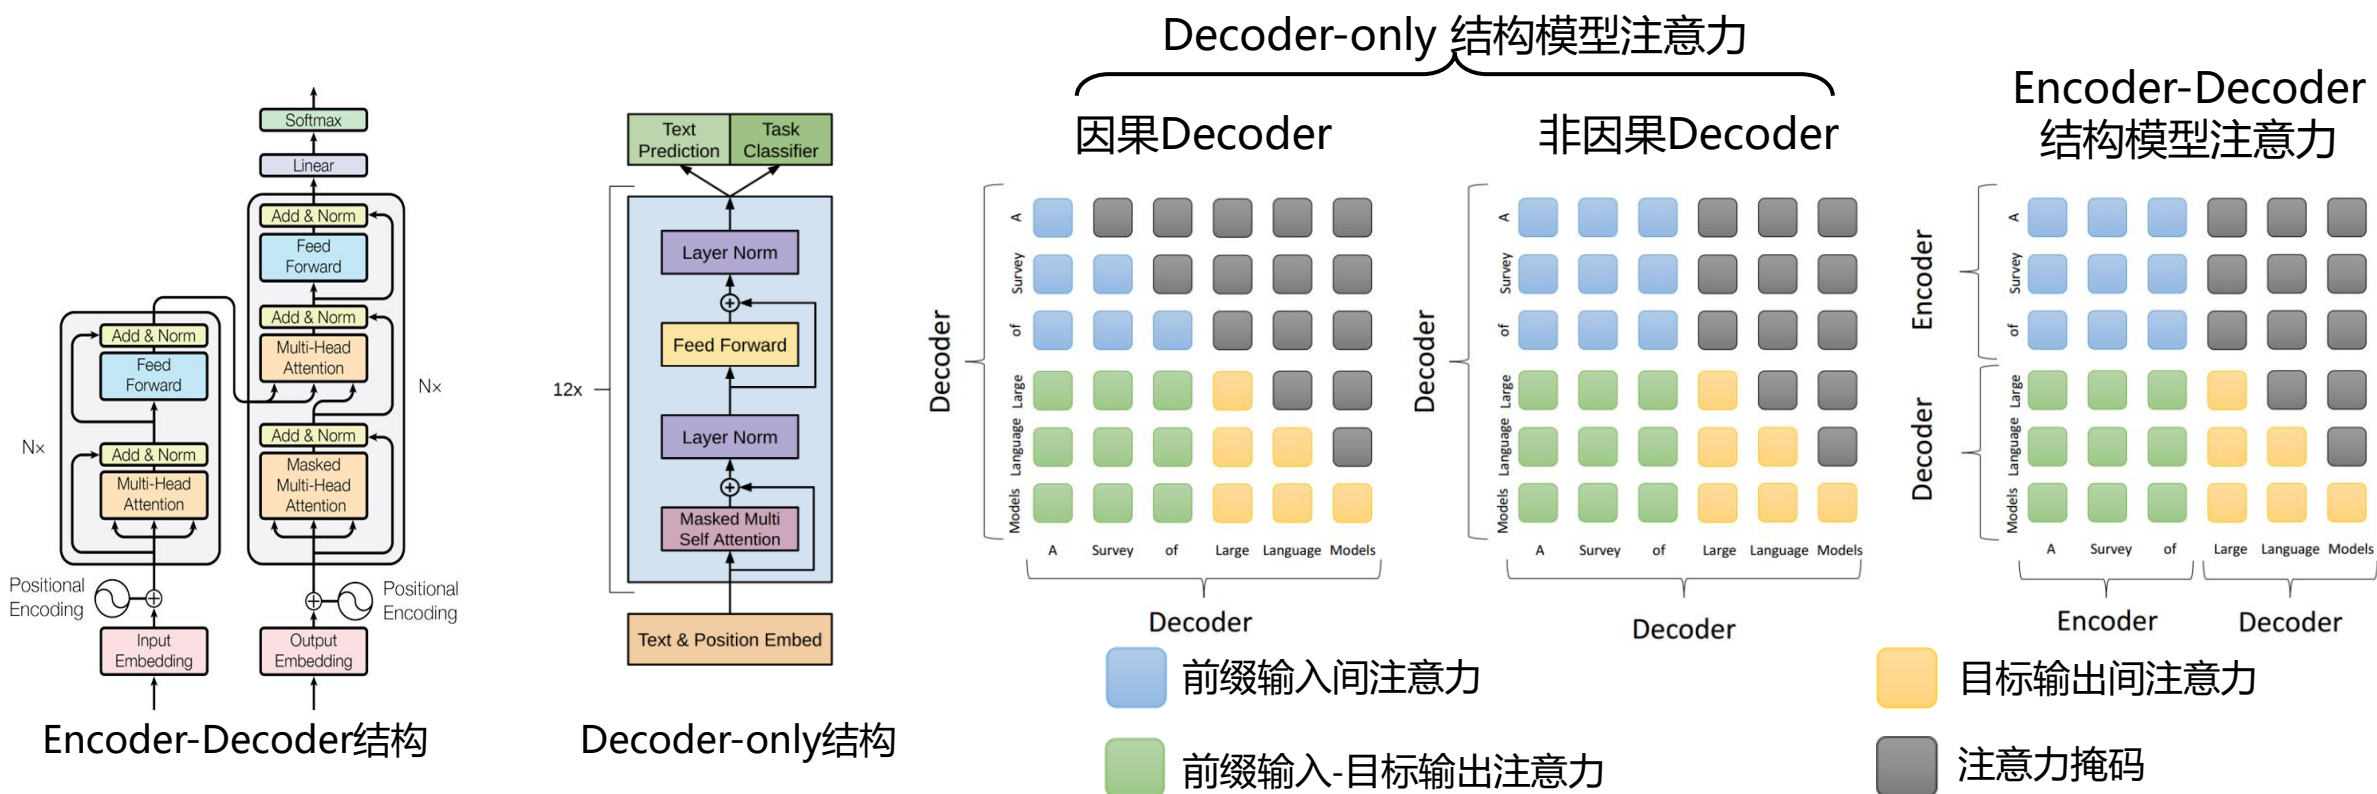 Softmax
Linear
Add & Norm
Feed
Forward
Add & Norm
Multi-Head
Attention
Add & Norm
Masked
Multi-Head
Attention
Nx
Add & Norm
Feed
Forward
Add & Norm
Multi-Head
Attention
Nx
Positional
Encoding
Positional
Encoding
Input
Embedding
Output
Embedding
Encoder-Decoder结构
Text
Prediction
Task
Classifier
Layer Norm
Feed Forward
12x
Layer Norm
Masked Multi
Self Attention
Text & Position Embed
Decoder-only结构
Decoder-only 结构模型注意力
因果Decoder
Decoder
A
Survey
of
Large
Language
Models
A Survey of Large Language Models
Decoder
非因果Decoder
Decoder
A
Survey
of
Large
Language
Models
A Survey of Large Language Models
Decoder
Encoder-Decoder
结构模型注意力
Encoder
Decoder
A
Survey
of
Large
Language
Models
A Survey of Large Language Models
Encoder Decoder
前缀输入间注意力
目标输出间注意力
前缀输入-目标输出注意力
注意力掩码